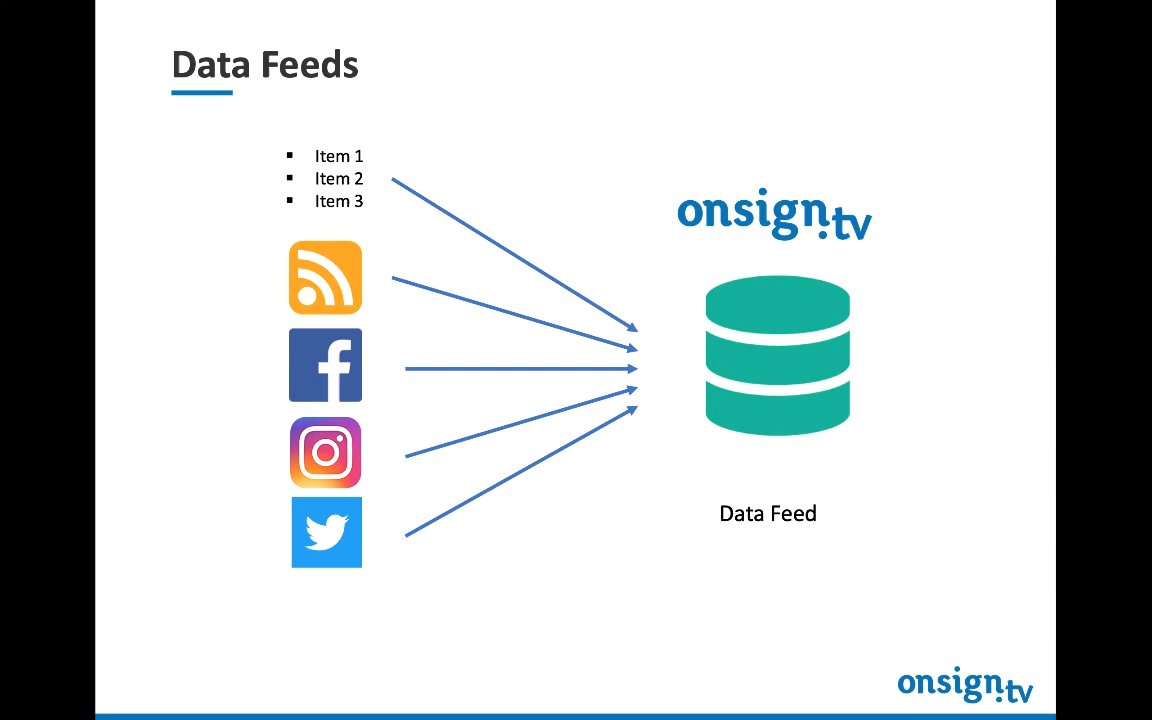 Data Feeds
Item 1
Item 2
Item 3
onsign.tv
Data Feed
onsign.tv